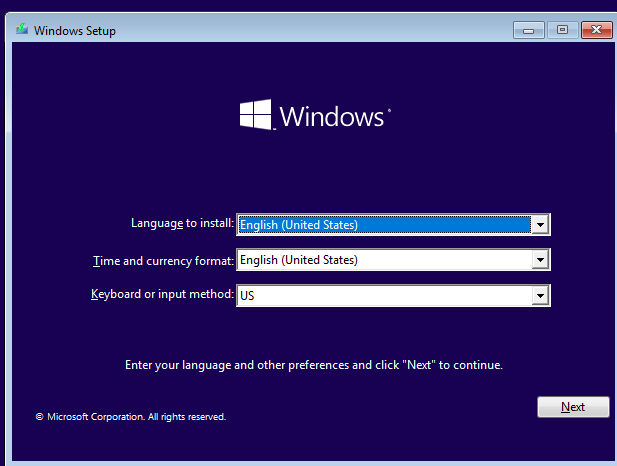 Windows Setup
Windows
Language to install: English (United States)
Time and currency format: English (United States)
Keyboard or input method: US
Enter your language and other preferences and click "Next" to continue.
Next
© Microsoft Corporation. All rights reserved.